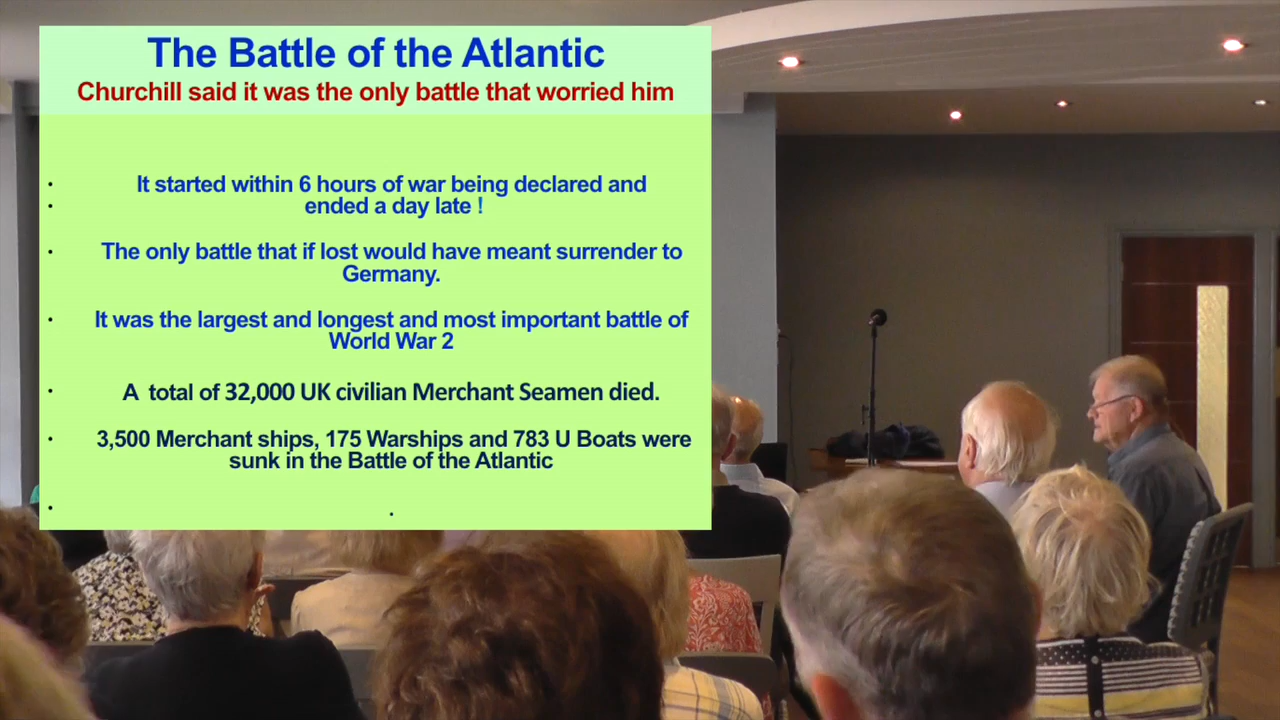 The Battle of the Atlantic
Churchill said it was the only battle that worried him
• It started within 6 hours of war being declared and
• ended a day late !
• The only battle that if lost would have meant surrender to
Germany.
• It was the largest and longest and most important battle of
World War 2
• A total of 32,000 UK civilian Merchant Seamen died.
• 3,500 Merchant ships, 175 Warships and 783 U Boats were
sunk in the Battle of the Atlantic
• .